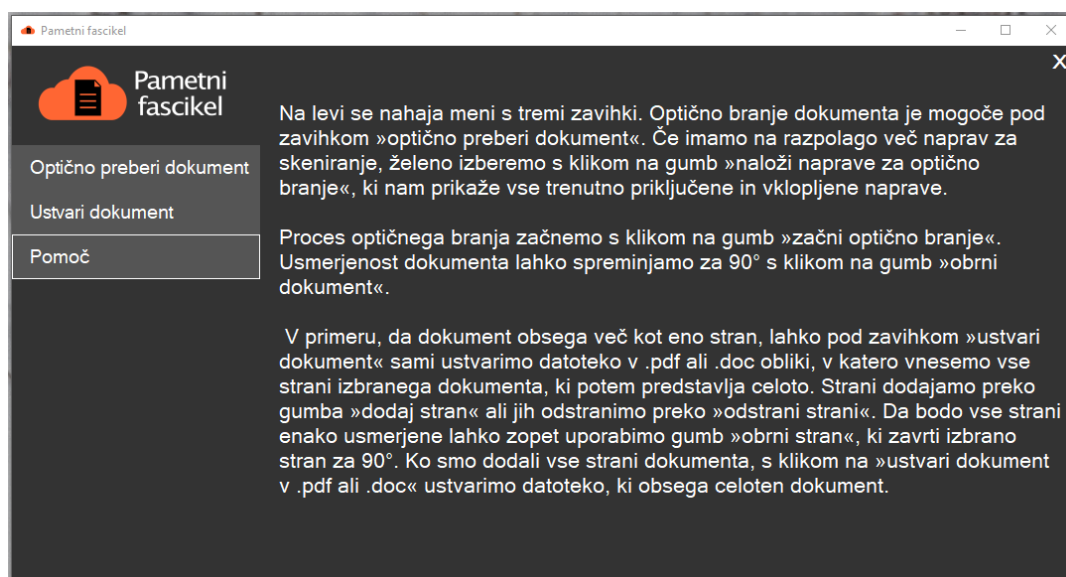 Pametni fascikel
X
Pametni
fascikel
Optično preberi dokument
Ustvari dokument
Pomoč
Na levi se nahaja meni s tremi zavihki. Optično branje dokumenta je mogoče pod
zavihkom »optično preberi dokument«. Če imamo na razpolago več naprav za
skeniranje, želeno izberemo s klikom na gumb »naloži naprave za optično
branje«, ki nam prikaže vse trenutno priključene in vklopljene naprave.
Proces optičnega branja začnemo s klikom na gumb »začni optično branje«.
Usmerjenost dokumenta lahko spreminjamo za 90° s klikom na gumb »obrni
dokument«.
V primeru, da dokument obsega več kot eno stran, lahko pod zavihkom »ustvari
dokument« sami ustvarimo datoteko v .pdf ali .doc obliki, v katero vnesemo vse
strani izbranega dokumenta, ki potem predstavlja celoto. Strani dodajamo preko
gumba »dodaj stran« ali jih odstranimo preko »odstrani strani«. Da bodo vse strani
enako usmerjene lahko zopet uporabimo gumb »obrni stran«, ki zavrti izbrano
stran za 90°. Ko smo dodali vse strani dokumenta, s klikom na »ustvari dokument
v .pdf ali .doc« ustvarimo datoteko, ki obsega celoten dokument.